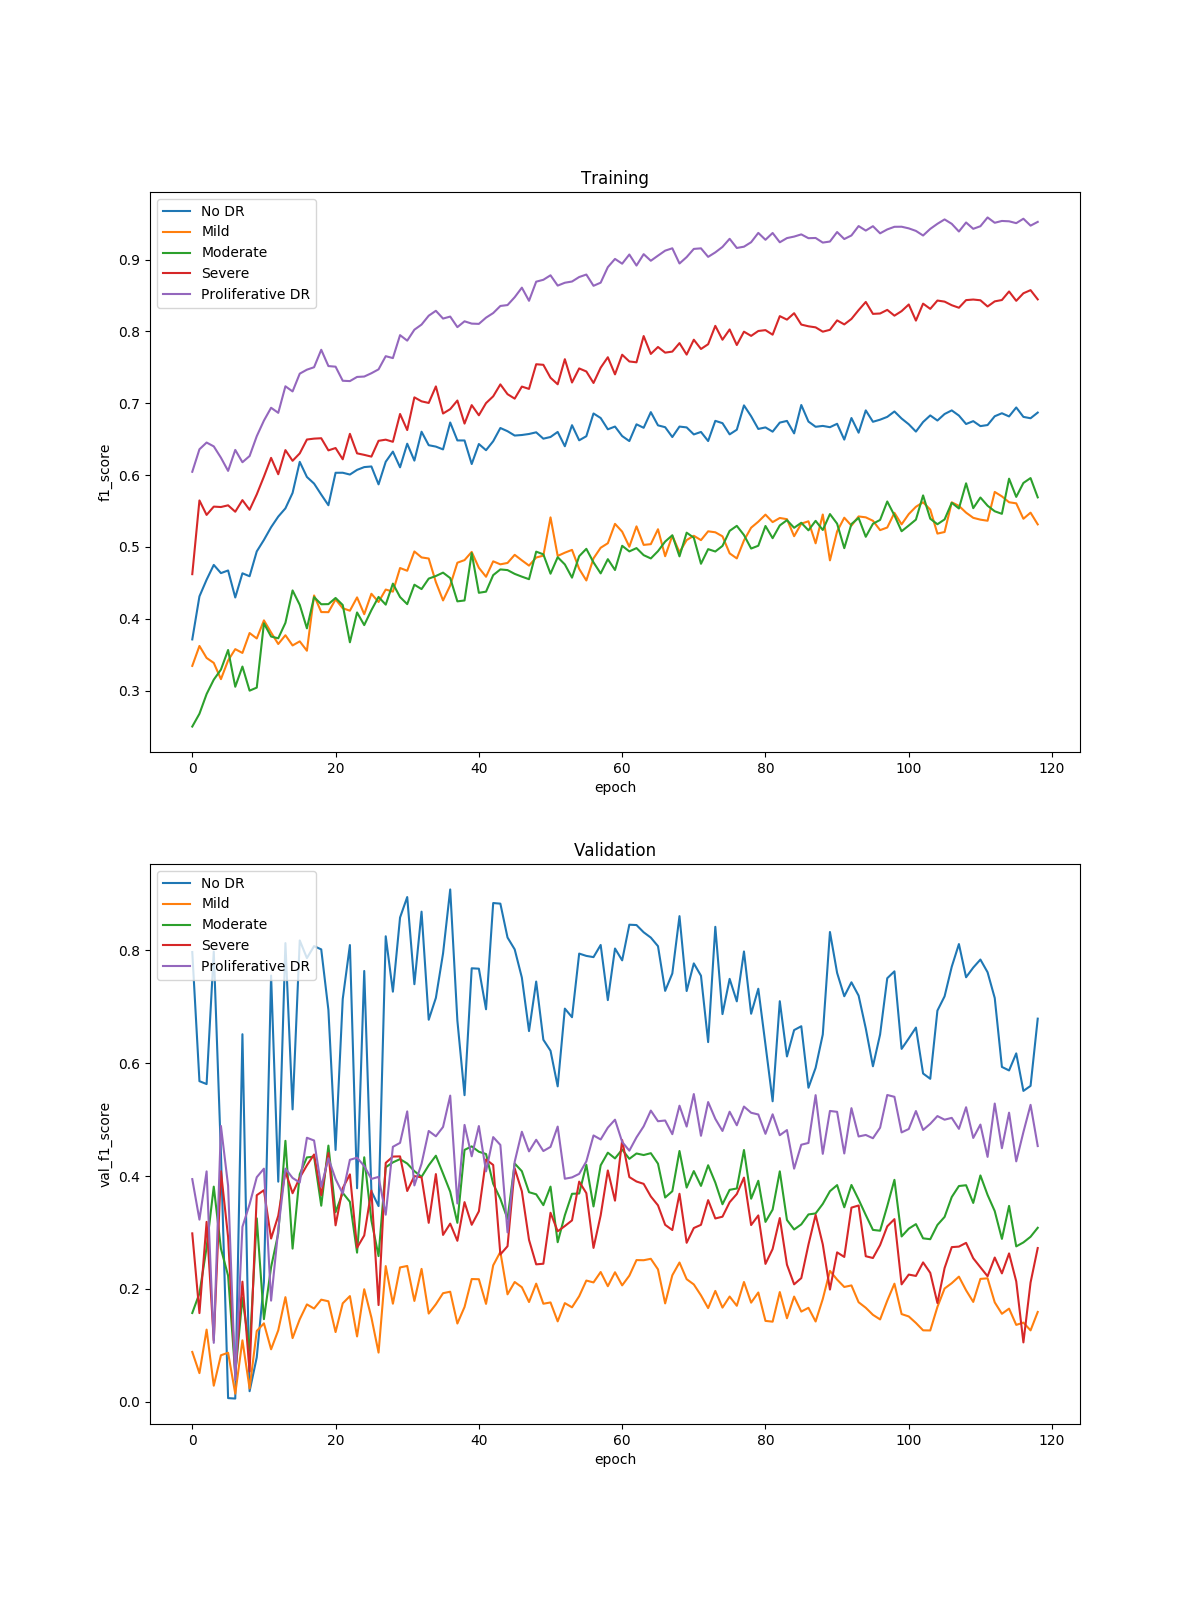 Training
No DR
Mild
Moderate
Severe
Proliferative DR
f1_score
0.9
0.8
0.7
0.6
0.5
0.4
0.3
0 20 40 60 80 100 120
epoch
Validation
No DR
Mild
Moderate
Severe
Proliferative DR
val_f1_score
0.8
0.6
0.4
0.2
0.0
0 20 40 60 80 100 120
epoch